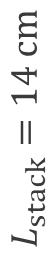 L_stack = 14 cm